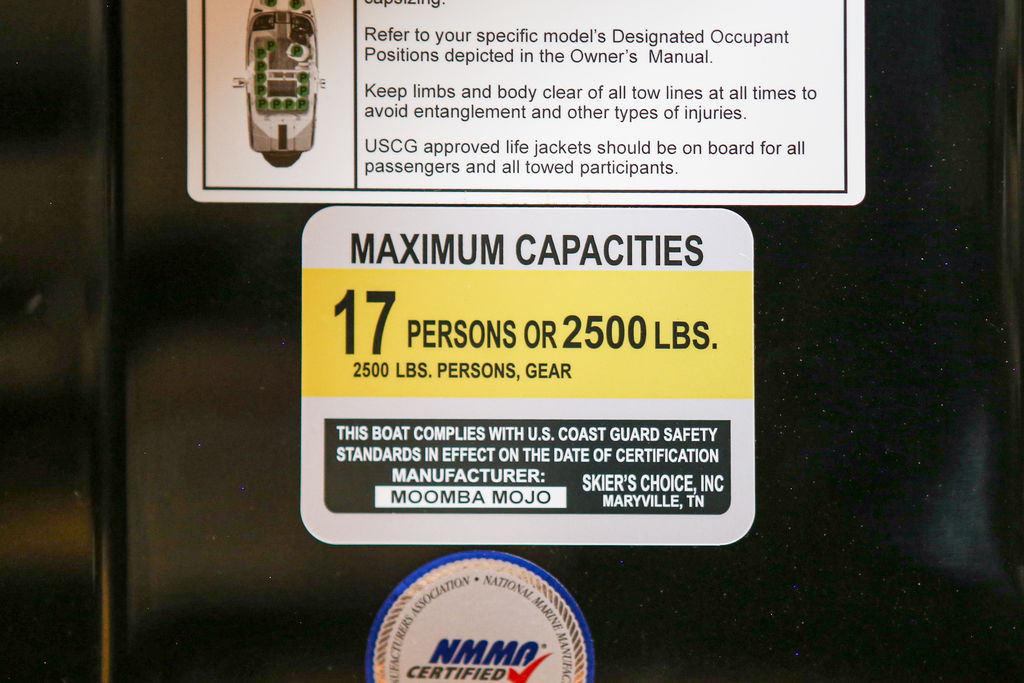 capsizing.
Refer to your specific model's Designated Occupant
Positions depicted in the Owner's Manual.
Keep limbs and body clear of all tow lines at all times to
avoid entanglement and other types of injuries.
USCG approved life jackets should be on board for all
passengers and all towed participants.
P
P
P P
P P
P P
P P P P
MAXIMUM CAPACITIES
17 PERSONS OR 2500 LBS.
2500 LBS. PERSONS, GEAR
THIS BOAT COMPLIES WITH U.S. COAST GUARD SAFETY
STANDARDS IN EFFECT ON THE DATE OF CERTIFICATION
MANUFACTURER:
MOOMBA MOJO
SKIER'S CHOICE, INC
MARYVILLE, TN
ASSOCIATION • NATIONAL MARINE
NMMA®
CERTIFIED